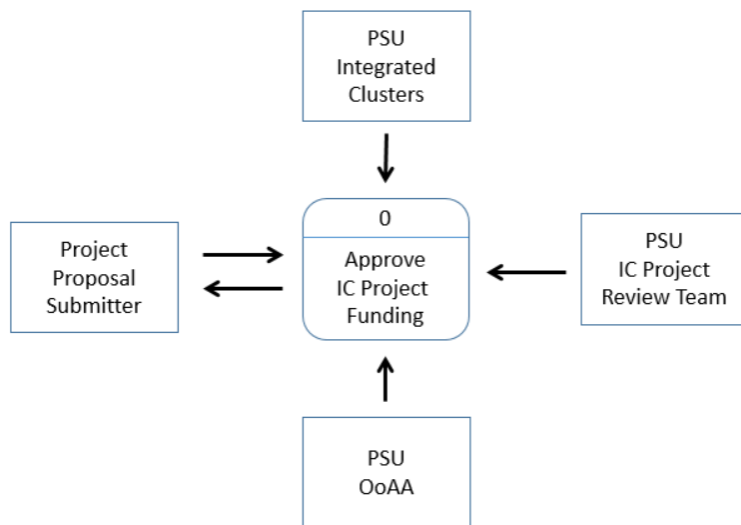 PSU
Integrated
Clusters
Project
Proposal
Submitter
0
Approve
IC Project
Funding
PSU
IC Project
Review Team
PSU
OoAA